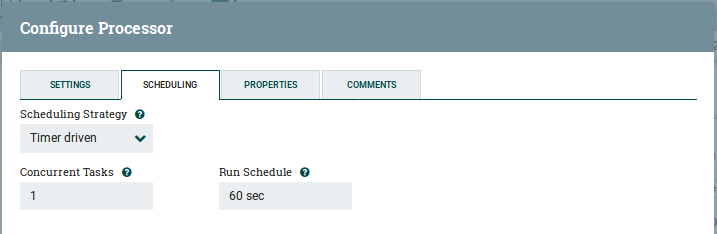 Configure Processor
SETTINGS SCHEDULING PROPERTIES COMMENTS
Scheduling Strategy ?
Timer driven
Concurrent Tasks ? Run Schedule ?
1 60 sec